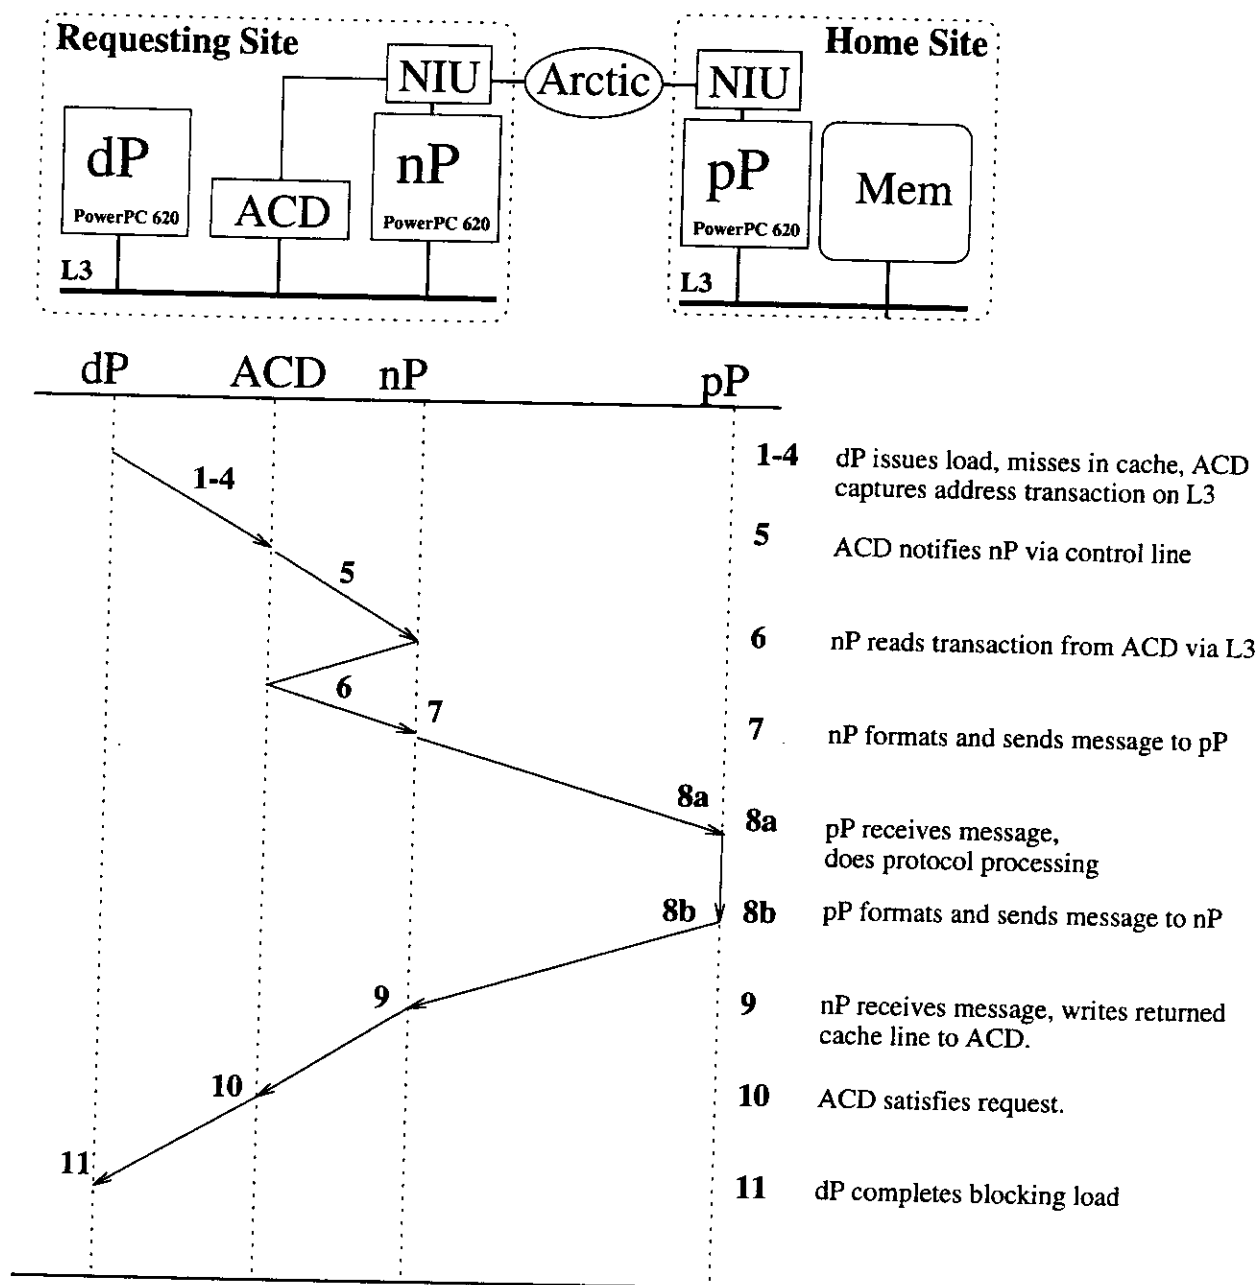 Requesting Site
Home Site
NIU
Arctic
NIU
dP
PowerPC 620
ACD
nP
PowerPC 620
pP
PowerPC 620
Mem
L3
L3
dP ACD nP pP
1-4
1-4 dP issues load, misses in cache, ACD
captures address transaction on L3
5
5 ACD notifies nP via control line
6
6 nP reads transaction from ACD via L3
7
7 nP formats and sends message to pP
8a
8a pP receives message,
does protocol processing
8b
8b pP formats and sends message to nP
9
9 nP receives message, writes returned
cache line to ACD.
10
10 ACD satisfies request.
11
11 dP completes blocking load